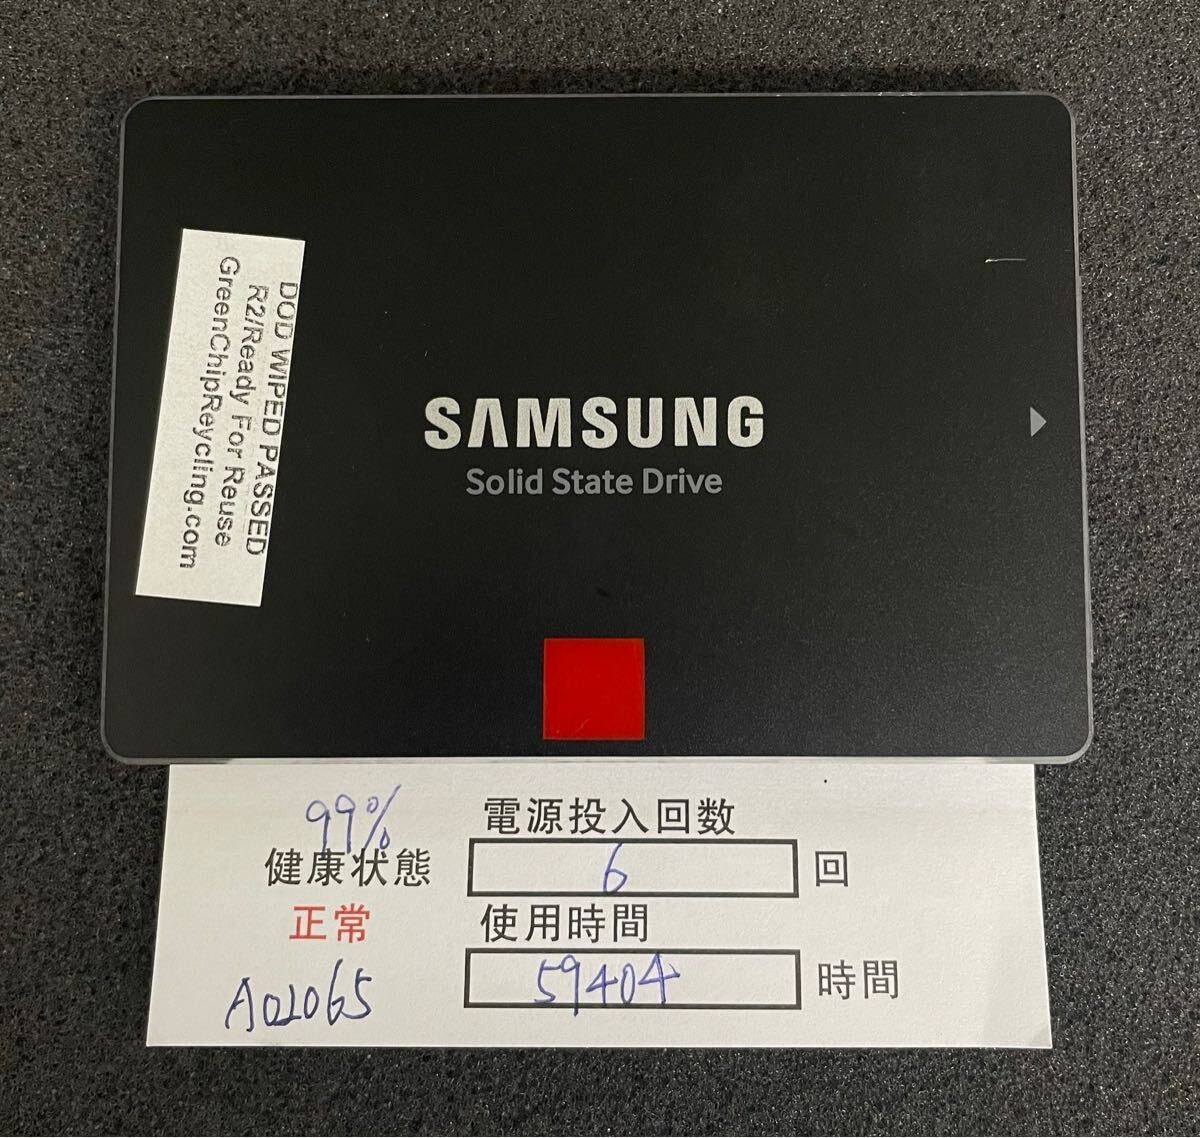 DOD WIPED PASSED
R2/Ready For Reuse
GreenChipReycling.com
SAMSUNG
Solid State Drive
99%
健康状態
正常
A02065
電源投入回数
6 回
使用時間
59404 時間